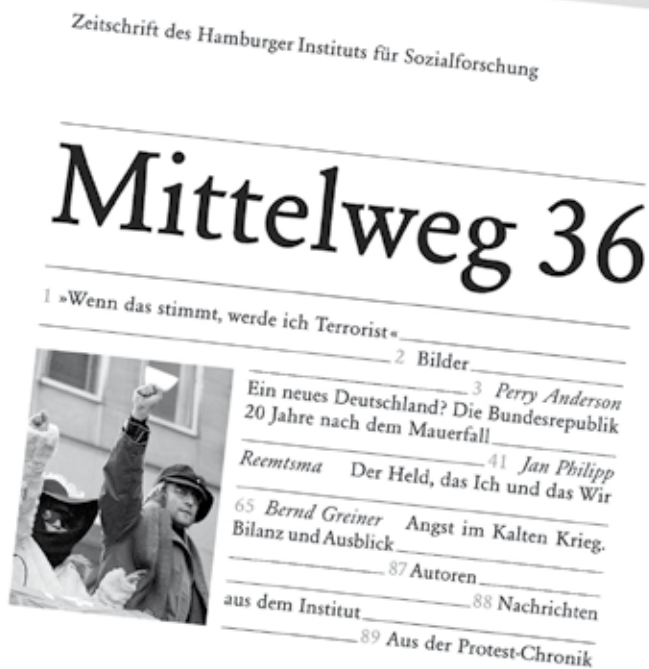 Zeitschrift des Hamburger Instituts für Sozialforschung
Mittelweg 36
1 »Wenn das stimmt, werde ich Terrorist«
2 Bilder
3 Perry Anderson
Ein neues Deutschland? Die Bundesrepublik
20 Jahre nach dem Mauerfall
41 Jan Philipp
Reemtsma Der Held, das Ich und das Wir
65 Bernd Greiner Angst im Kalten Krieg.
Bilanz und Ausblick
87 Autoren
88 Nachrichten
aus dem Institut
89 Aus der Protest-Chronik